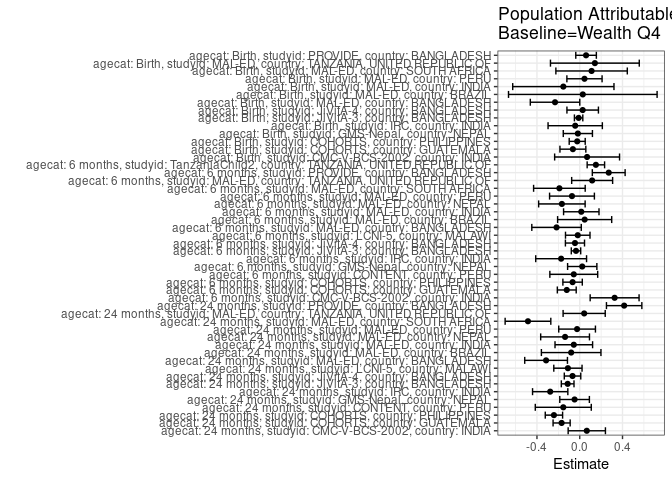 Population Attributable
Baseline=Wealth Q4
agecat: Birth, studyid: PROVIDE, country: BANGLADESH
agecat: Birth, studyid: MAL-ED, country: TANZANIA, UNITED REPUBLIC OF
agecat: Birth, studyid: MAL-ED, country: SOUTH AFRICA
agecat: Birth, studyid: MAL-ED, country: PERU
agecat: Birth, studyid: MAL-ED, country: INDIA
agecat: Birth, studyid: MAL-ED, country: BRAZIL
agecat: Birth, studyid: MAL-ED, country: BANGLADESH
agecat: Birth, studyid: JiVitA-4, country: BANGLADESH
agecat: Birth, studyid: JiVitA-3, country: BANGLADESH
agecat: Birth, studyid: IRC, country: INDIA
agecat: Birth, studyid: GMS-Nepal, country: NEPAL
agecat: Birth, studyid: COHORTS, country: PHILIPPINES
agecat: Birth, studyid: COHORTS, country: GUATEMALA
agecat: Birth, studyid: CMC-V-BCS-2002, country: INDIA
agecat: 6 months, studyid: TanzaniaChild2, country: TANZANIA, UNITED REPUBLIC OF
agecat: 6 months, studyid: PROVIDE, country: BANGLADESH
agecat: 6 months, studyid: MAL-ED, country: TANZANIA, UNITED REPUBLIC OF
agecat: 6 months, studyid: MAL-ED, country: SOUTH AFRICA
agecat: 6 months, studyid: MAL-ED, country: PERU
agecat: 6 months, studyid: MAL-ED, country: NEPAL
agecat: 6 months, studyid: MAL-ED, country: INDIA
agecat: 6 months, studyid: MAL-ED, country: BRAZIL
agecat: 6 months, studyid: MAL-ED, country: BANGLADESH
agecat: 6 months, studyid: LCNI-5, country: MALAWI
agecat: 6 months, studyid: JiVitA-4, country: BANGLADESH
agecat: 6 months, studyid: JiVitA-3, country: BANGLADESH
agecat: 6 months, studyid: IRC, country: INDIA
agecat: 6 months, studyid: GMS-Nepal, country: NEPAL
agecat: 6 months, studyid: CONTENT, country: PERU
agecat: 6 months, studyid: COHORTS, country: PHILIPPINES
agecat: 6 months, studyid: COHORTS, country: GUATEMALA
agecat: 6 months, studyid: CMC-V-BCS-2002, country: INDIA
agecat: 24 months, studyid: PROVIDE, country: BANGLADESH
agecat: 24 months, studyid: MAL-ED, country: TANZANIA, UNITED REPUBLIC OF
agecat: 24 months, studyid: MAL-ED, country: SOUTH AFRICA
agecat: 24 months, studyid: MAL-ED, country: PERU
agecat: 24 months, studyid: MAL-ED, country: NEPAL
agecat: 24 months, studyid: MAL-ED, country: INDIA
agecat: 24 months, studyid: MAL-ED, country: BRAZIL
agecat: 24 months, studyid: MAL-ED, country: BANGLADESH
agecat: 24 months, studyid: LCNI-5, country: MALAWI
agecat: 24 months, studyid: JiVitA-4, country: BANGLADESH
agecat: 24 months, studyid: JiVitA-3, country: BANGLADESH
agecat: 24 months, studyid: IRC, country: INDIA
agecat: 24 months, studyid: GMS-Nepal, country: NEPAL
agecat: 24 months, studyid: CONTENT, country: PERU
agecat: 24 months, studyid: COHORTS, country: PHILIPPINES
agecat: 24 months, studyid: COHORTS, country: GUATEMALA
agecat: 24 months, studyid: CMC-V-BCS-2002, country: INDIA
-0.4 0.0 0.4
Estimate